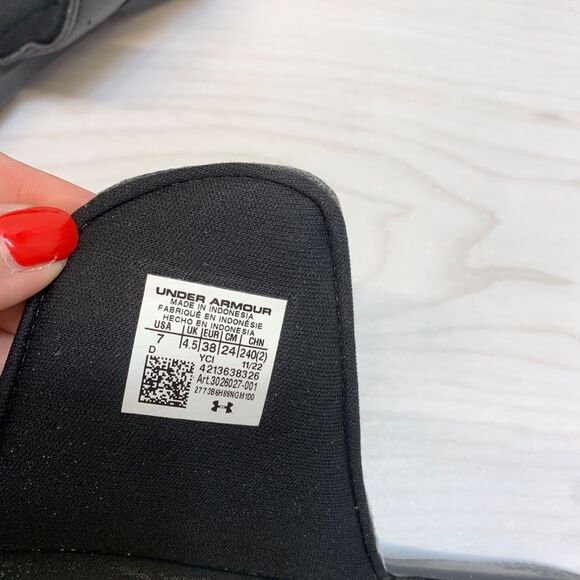 UNDER ARMOUR
MADE IN INDONESIA
FABRIQUÉ EN INDONÉSIE
HECHO EN INDONESIA
USA UK EUR CM CHN
7 4.5 38 24 240(2)
D YCI 11/22
4213638326
Art.3026027-001
2773B6H88NGM100